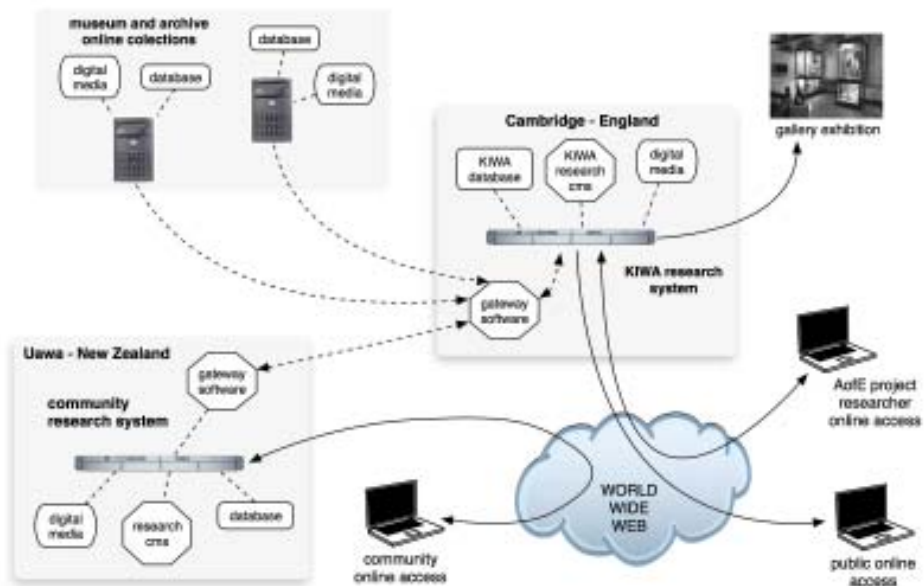 museum and archive
online colections
database
digital
media
database
digital
media
Cambridge - England
KIWA
database
KIWA
research
cms
digital
media
gallery exhibition
KIWA research
system
gateway
software
Uawa - New Zealand
gateway
software
community
research system
digital
media
research
cms
database
WORLD
WIDE
WEB
community
online access
AofE project
researcher
online access
public online
access